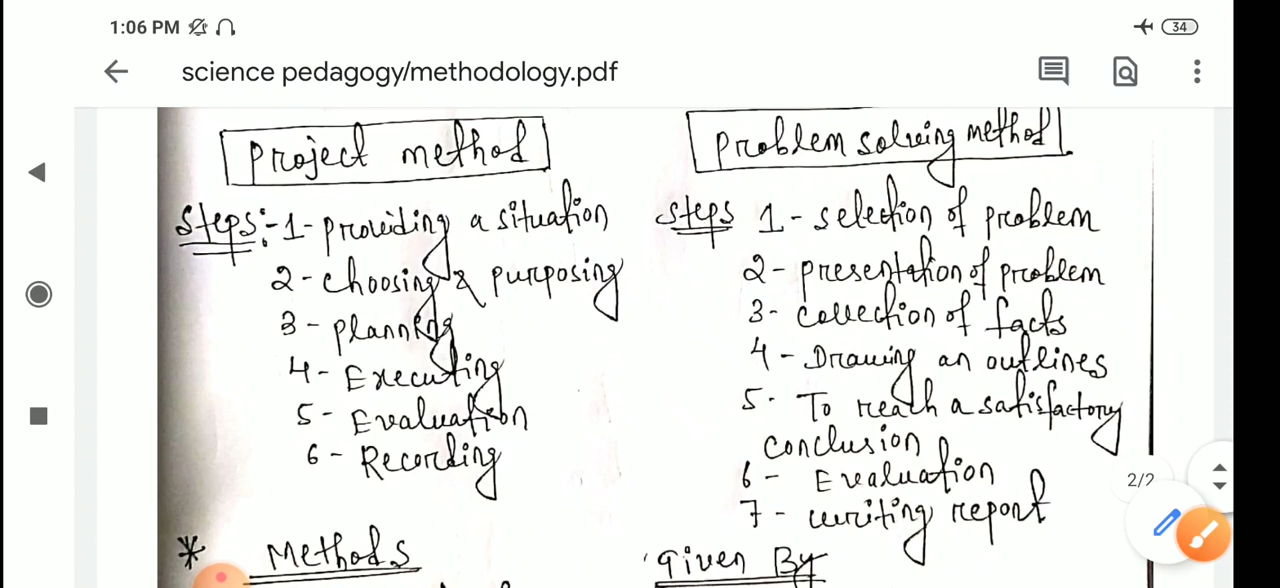 1:06 PM
34
science pedagogy/methodology.pdf
Project method
Steps:- 1- providing a situation
2- choosing & purposing
3- planning
4- Executing
5- Evaluation
6- Recording
Problem solving method
Steps 1- selection of problem
2- presentation of problem
3- collection of facts
4- Drawing an outlines
5- To reach a satisfactory
conclusion
6- Evaluation
7- writing report
2/2
* Methods
Given By